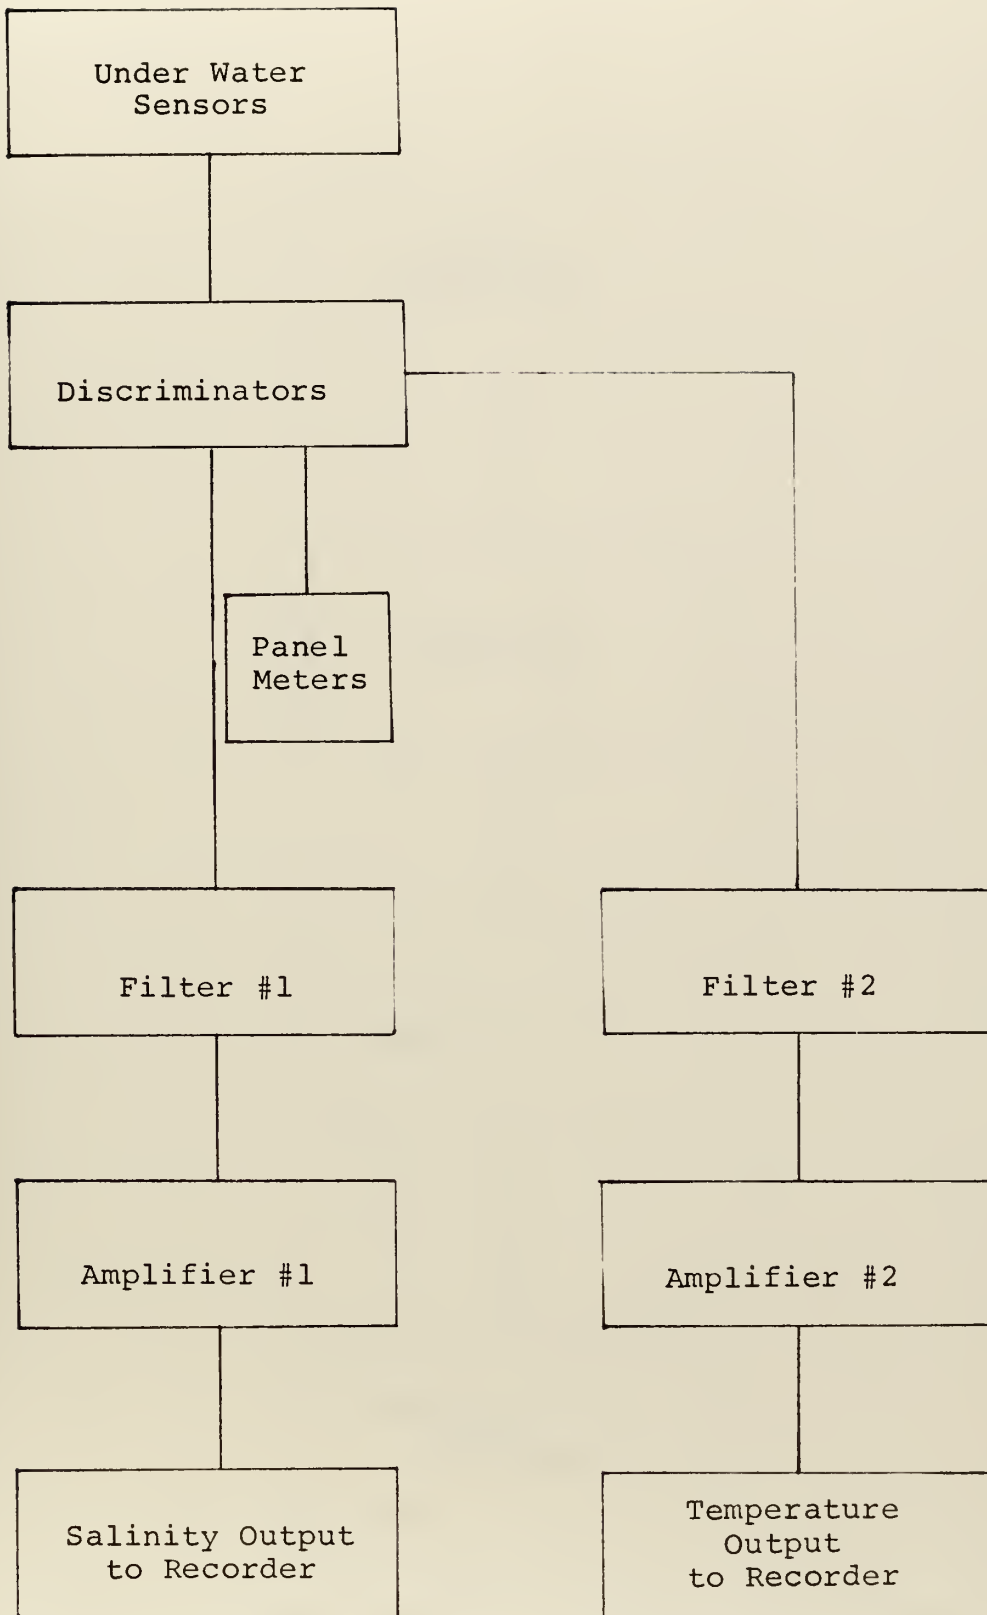 Under Water
Sensors
Discriminators
Panel
Meters
Filter #1
Filter #2
Amplifier #1
Amplifier #2
Salinity Output
to Recorder
Temperature
Output
to Recorder